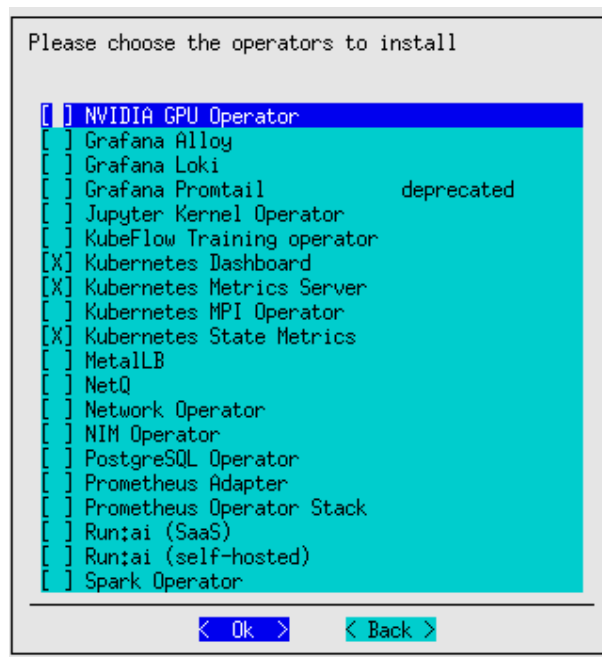 Please choose the operators to install
[ ] NVIDIA GPU Operator
[ ] Grafana Alloy
[ ] Grafana Loki
[ ] Grafana Promtail deprecated
[ ] Jupyter Kernel Operator
[ ] KubeFlow Training operator
[X] Kubernetes Dashboard
[X] Kubernetes Metrics Server
[ ] Kubernetes MPI Operator
[X] Kubernetes State Metrics
[ ] MetalLB
[ ] NetQ
[ ] Network Operator
[ ] NIM Operator
[ ] PostgreSQL Operator
[ ] Prometheus Adapter
[ ] Prometheus Operator Stack
[ ] Run:ai (SaaS)
[ ] Run:ai (self-hosted)
[ ] Spark Operator
< Ok > < Back >